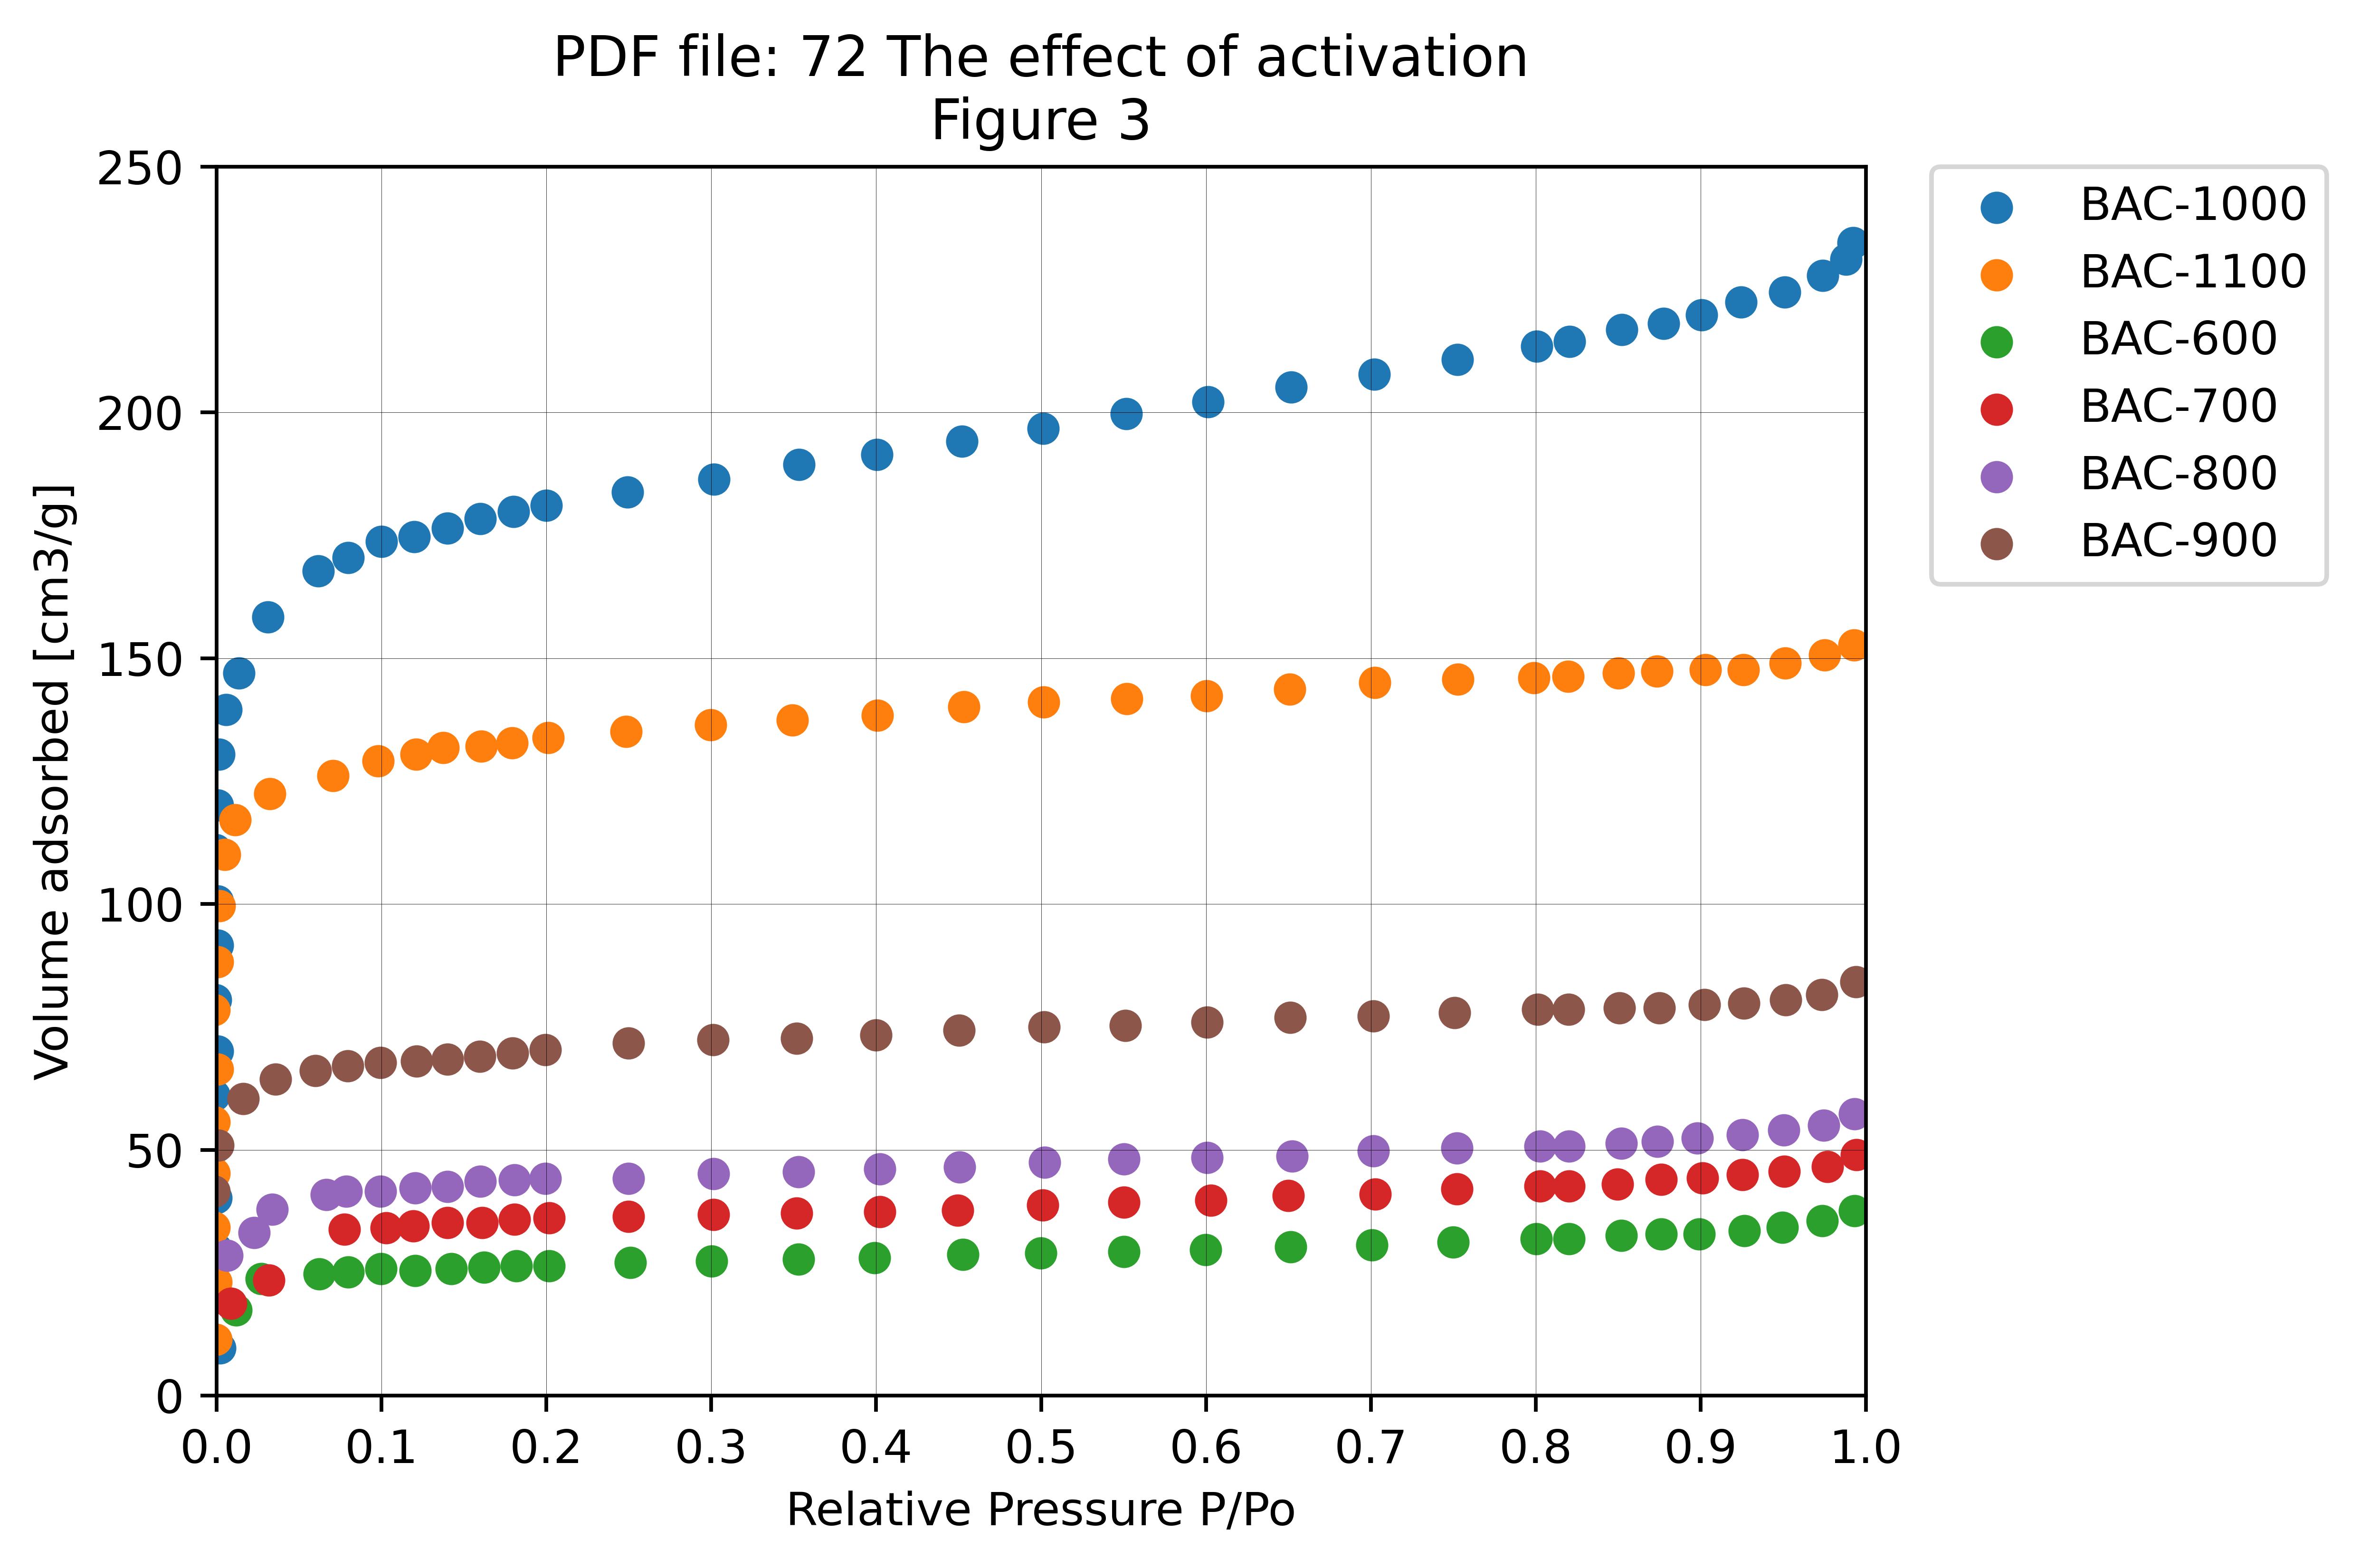 PDF file: 72 The effect of activation
Figure 3
250
200
150
100
50
0
Volume adsorbed [cm3/g]
0.0 0.1 0.2 0.3 0.4 0.5 0.6 0.7 0.8 0.9 1.0
Relative Pressure P/Po
BAC-1000
BAC-1100
BAC-600
BAC-700
BAC-800
BAC-900